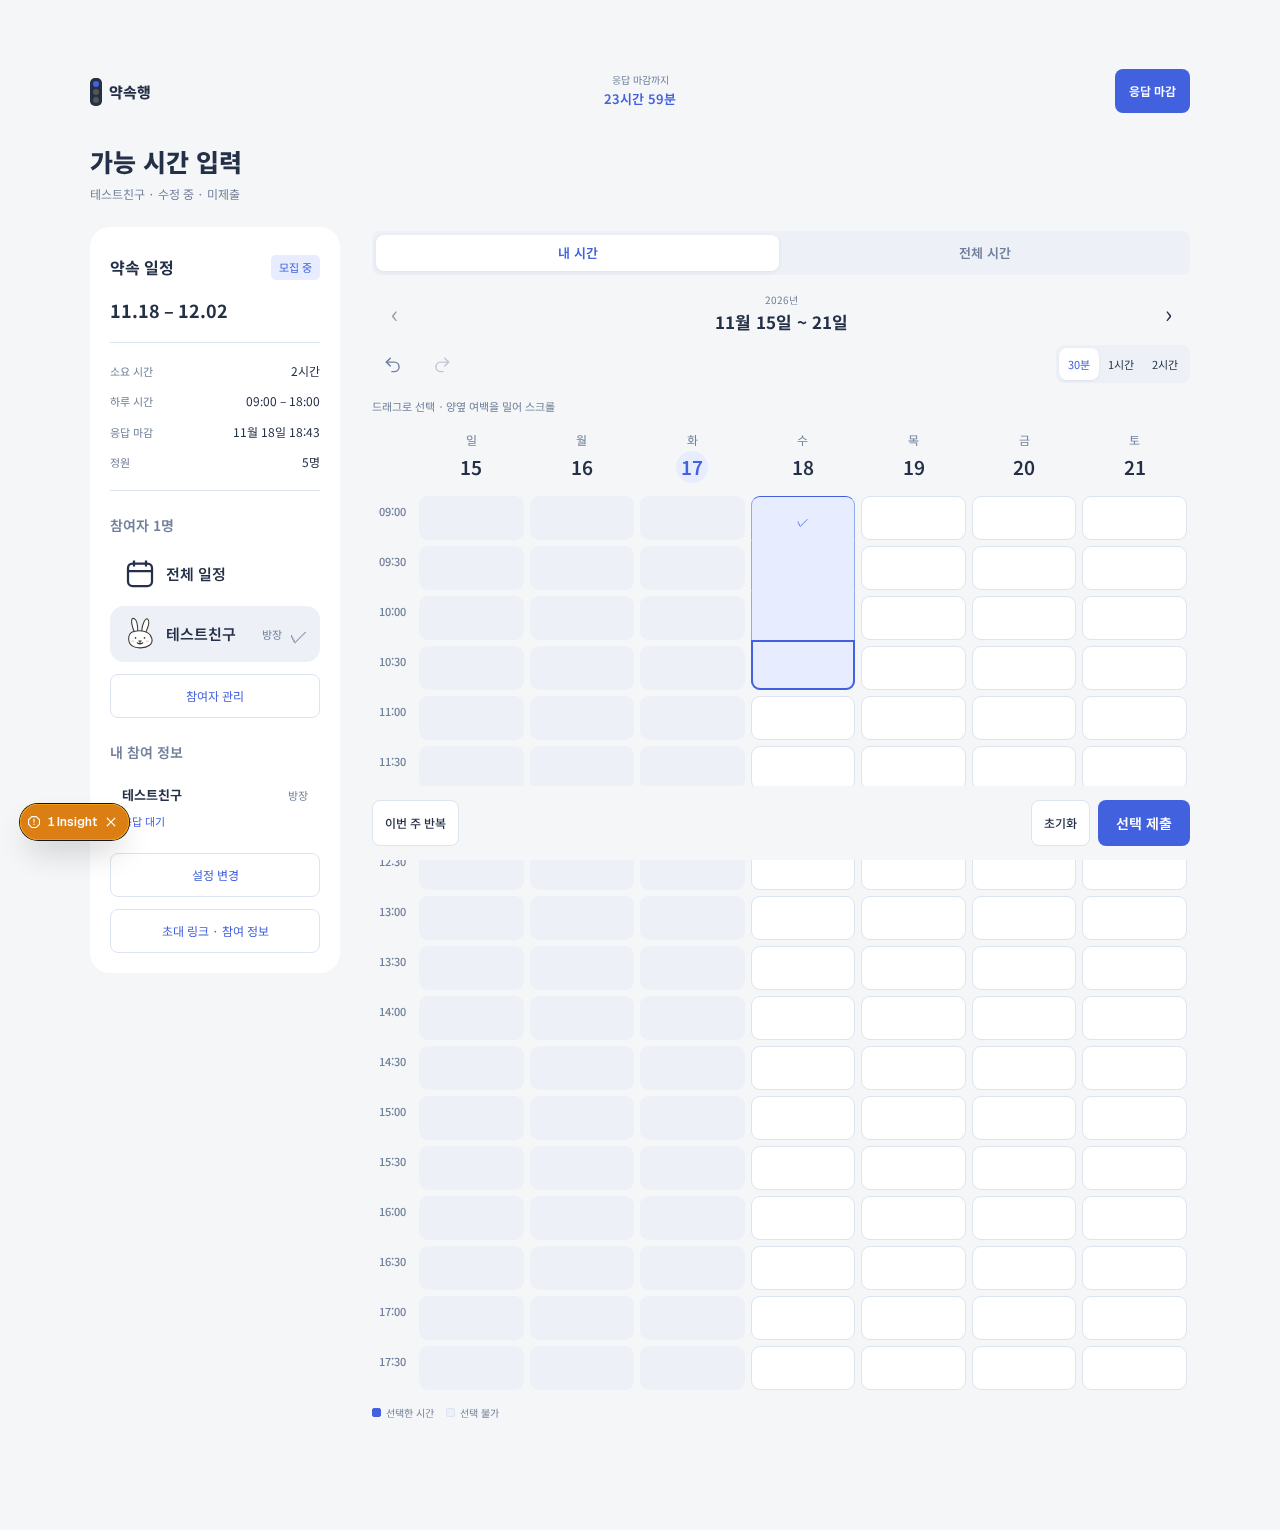 약속행
응답 마감까지
23시간 59분
응답 마감
가능 시간 입력
테스트친구 · 수정 중 · 미제출
약속 일정
모집 중
11.18 – 12.02
소요 시간
2시간
하루 시간
09:00 – 18:00
응답 마감
11월 18일 18:43
정원
5명
참여자 1명
전체 일정
테스트친구
방장
참여자 관리
내 참여 정보
테스트친구
방장
1 Insight
답 대기
설정 변경
초대 링크 · 참여 정보
내 시간
전체 시간
2026년
11월 15일 ~ 21일
30분
1시간
2시간
드래그로 선택 · 양옆 여백을 밀어 스크롤
일 월 화 수 목 금 토
15 16 17 18 19 20 21
09:00
09:30
10:00
10:30
11:00
11:30
이번 주 반복
초기화
선택 제출
12:30
13:00
13:30
14:00
14:30
15:00
15:30
16:00
16:30
17:00
17:30
선택한 시간
선택 불가